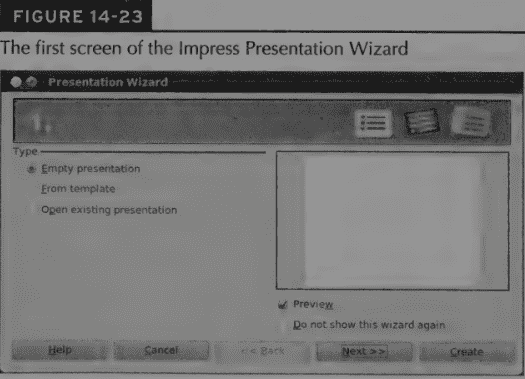 FIGURE 14-23
The first screen of the Impress Presentation Wizard
Presentation Wizard
1.
Type
Empty presentation
From template
Open existing presentation
Preview
Do not show this wizard again
Help Cancel << Back Next >> Create